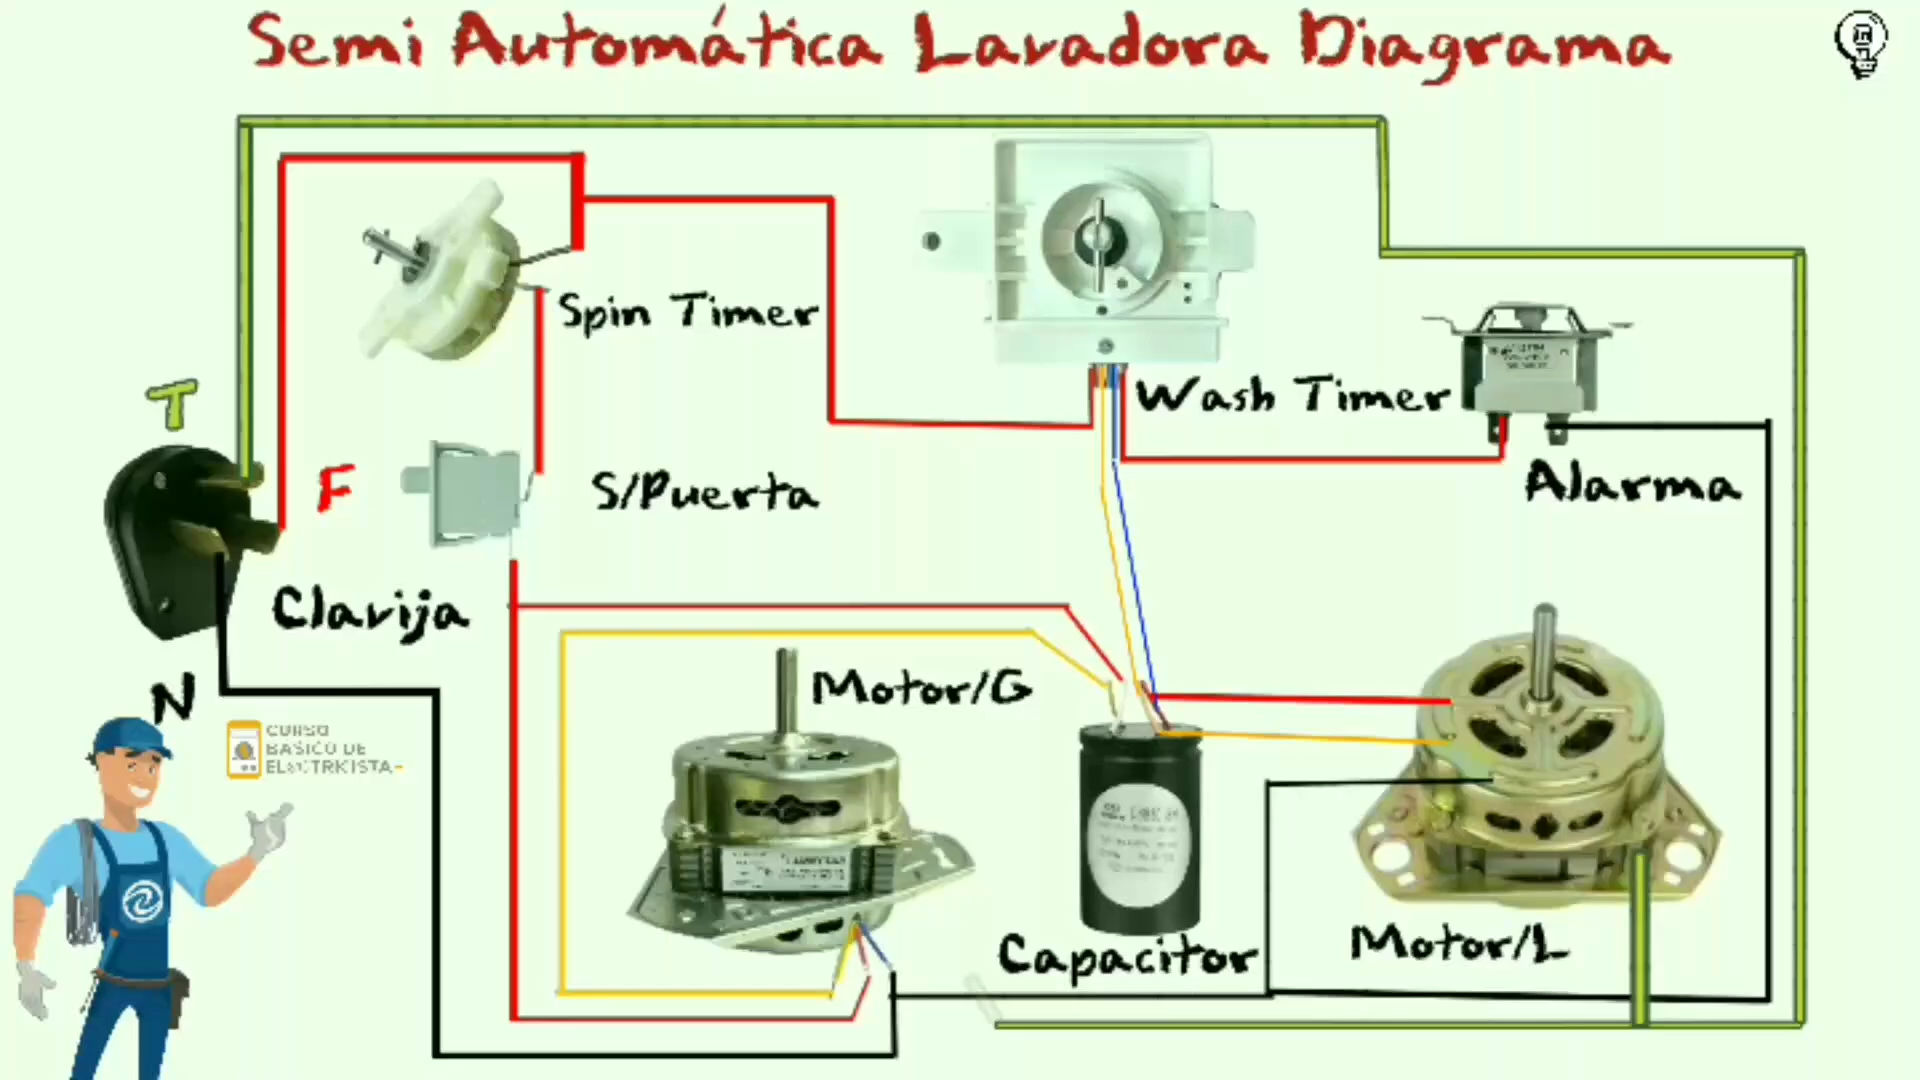 Semi Automática Lavadora Diagrama
Spin Timer
Wash Timer
T
F
S/Puerta
Alarma
Clavija
N
Motor/G
CURSO
BASICO DE
ELECTRICISTA
Capacitor
Motor/L